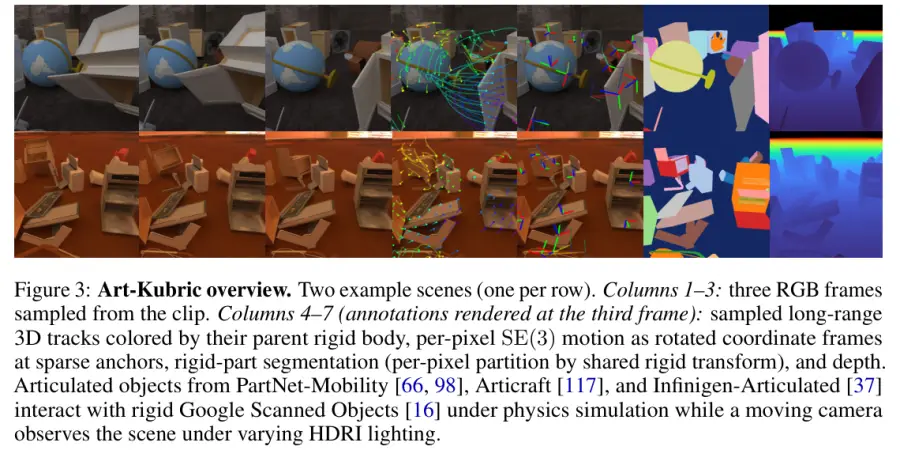 Figure 3: Art-Kubric overview. Two example scenes (one per row). Columns 1–3: three RGB frames
sampled from the clip. Columns 4–7 (annotations rendered at the third frame): sampled long-range
3D tracks colored by their parent rigid body, per-pixel SE(3) motion as rotated coordinate frames
at sparse anchors, rigid-part segmentation (per-pixel partition by shared rigid transform), and depth.
Articulated objects from PartNet-Mobility [66, 98], Articraft [117], and Infinigen-Articulated [37]
interact with rigid Google Scanned Objects [16] under physics simulation while a moving camera
observes the scene under varying HDRI lighting.